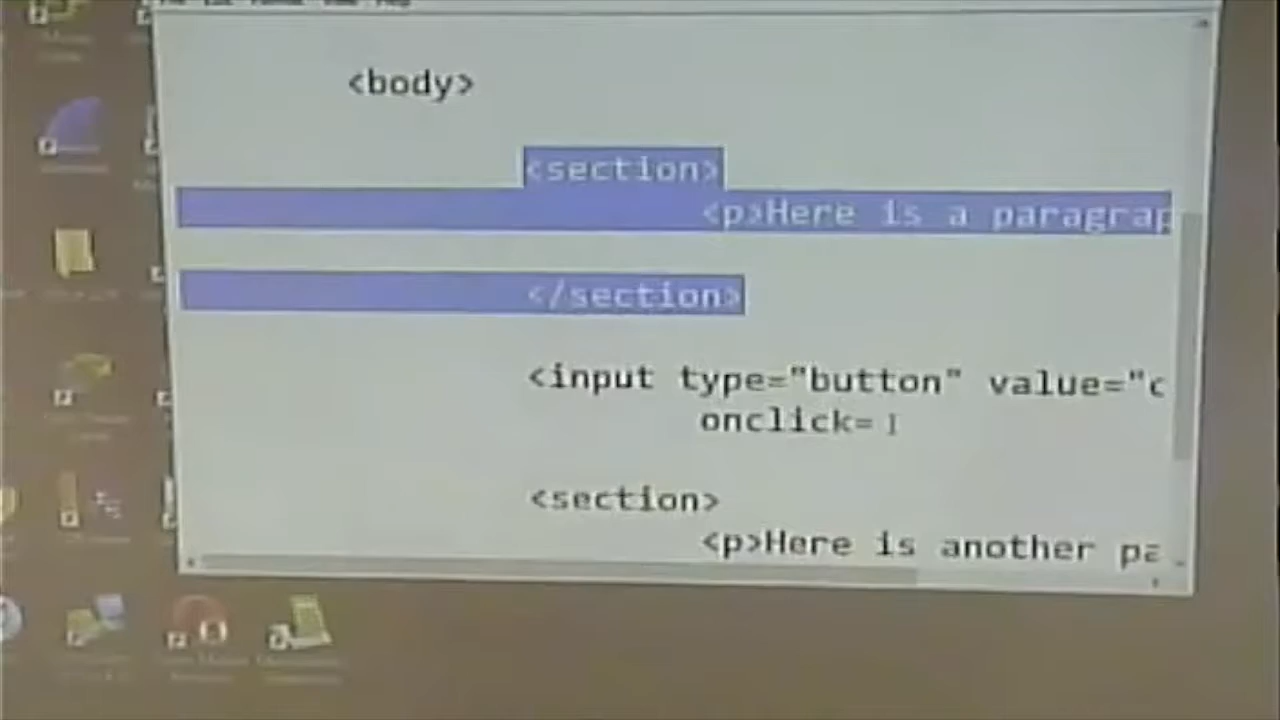 <body>
<section>
<p>Here is a paragrap
</section>
<input type="button" value="c
onclick=
<section>
<p>Here is another pa